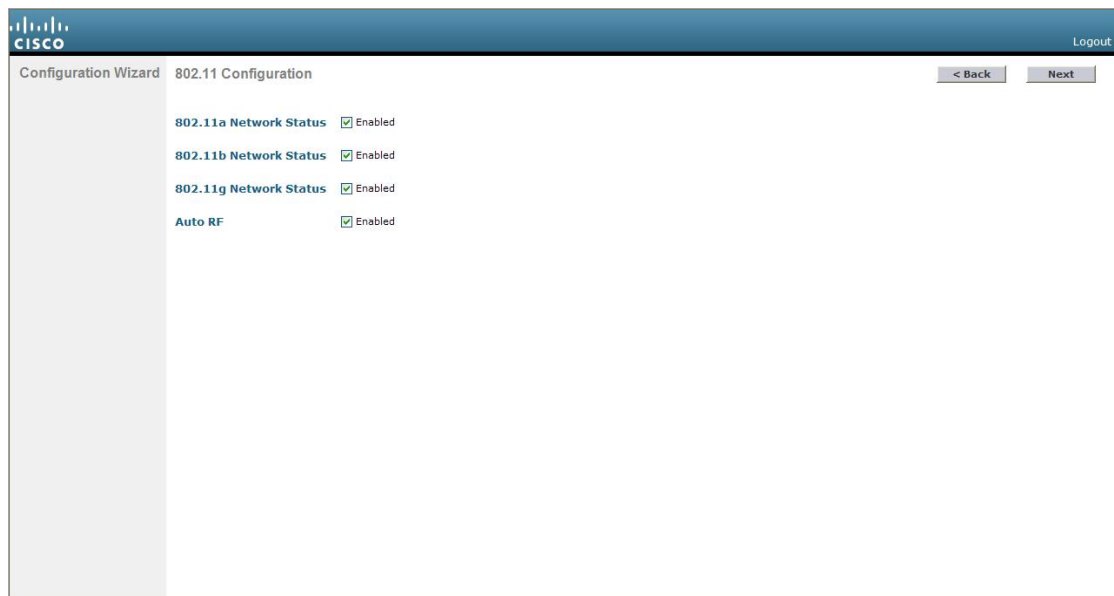 CISCO
Logout
Configuration Wizard
802.11 Configuration
< Back
Next
802.11a Network Status Enabled
802.11b Network Status Enabled
802.11g Network Status Enabled
Auto RF Enabled